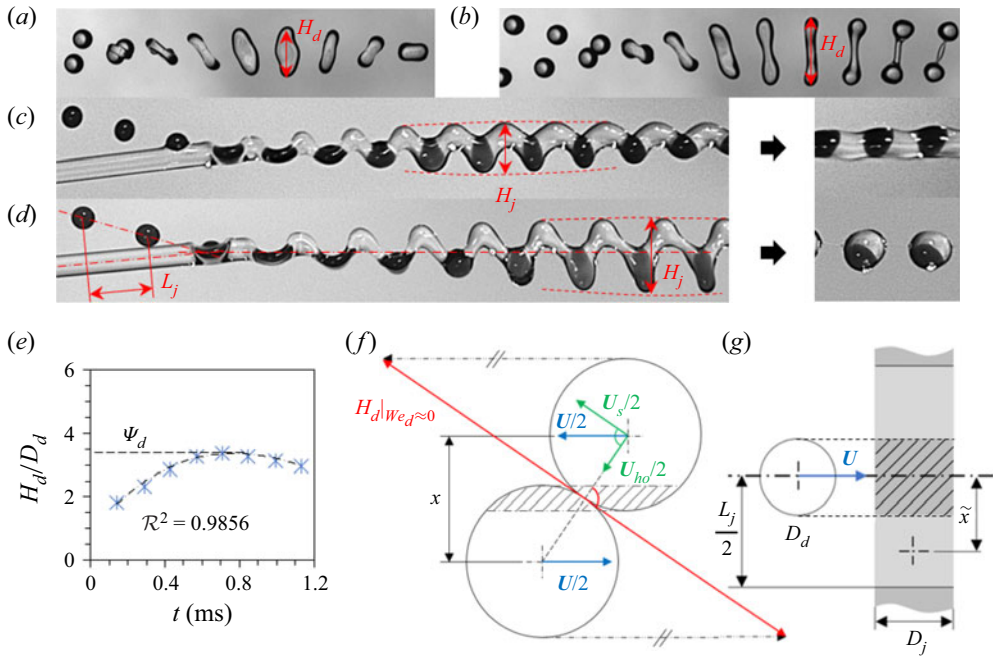 (a)
H_d
(b)
H_d
(c)
H_j
(d)
L_j
H_j
(e)
6
4
2
0
H_d/D_d
Ψ_d
ℛ² = 0.9856
0 0.4 0.8 1.2
t (ms)
(f)
H_d|We_d≈0
U_s/2
U/2
U_ho/2
x
U/2
(g)
U
D_d
L_j
2
x̃
D_j